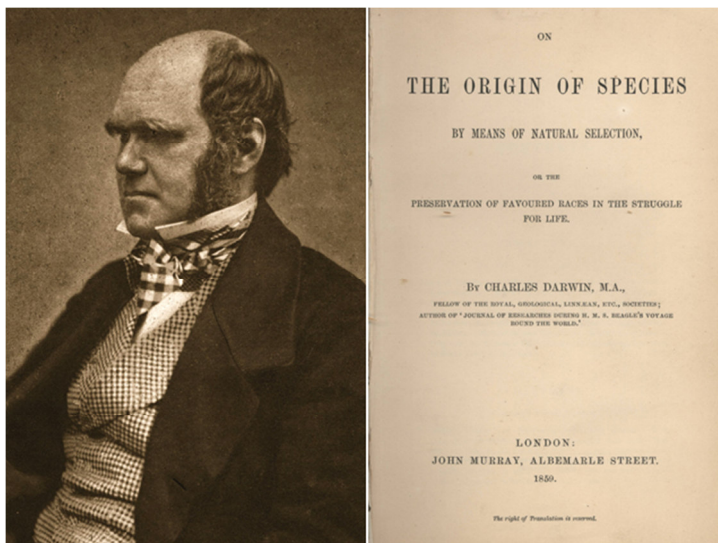 ON
THE ORIGIN OF SPECIES
BY MEANS OF NATURAL SELECTION,
OR THE
PRESERVATION OF FAVOURED RACES IN THE STRUGGLE
FOR LIFE.
By CHARLES DARWIN, M.A.,
FELLOW OF THE ROYAL, GEOLOGICAL, LINNÆAN, ETC., SOCIETIES;
AUTHOR OF 'JOURNAL OF RESEARCHES DURING H. M. S. BEAGLE'S VOYAGE
ROUND THE WORLD.'
LONDON:
JOHN MURRAY, ALBEMARLE STREET.
1859.
The right of Translation is reserved.